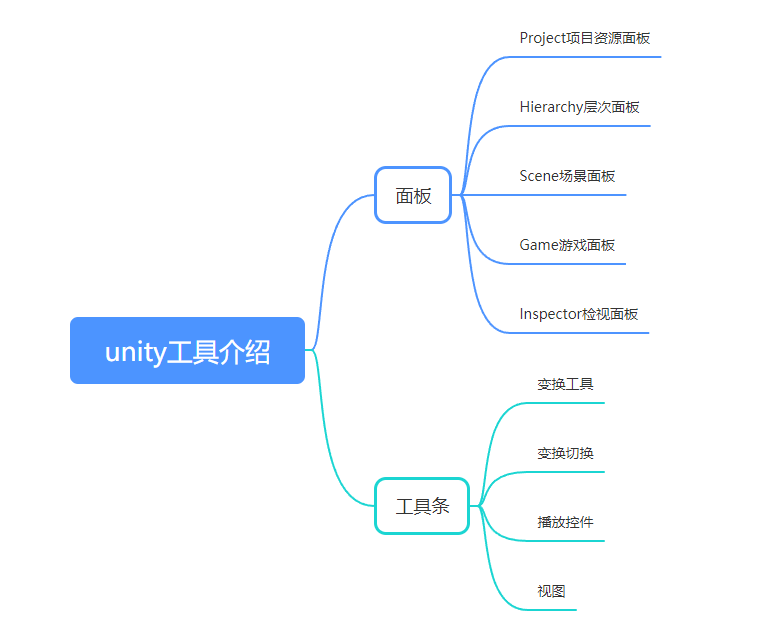 unity工具介绍
面板
Project项目资源面板
Hierarchy层次面板
Scene场景面板
Game游戏面板
Inspector检视面板
工具条
变换工具
变换切换
播放控件
视图